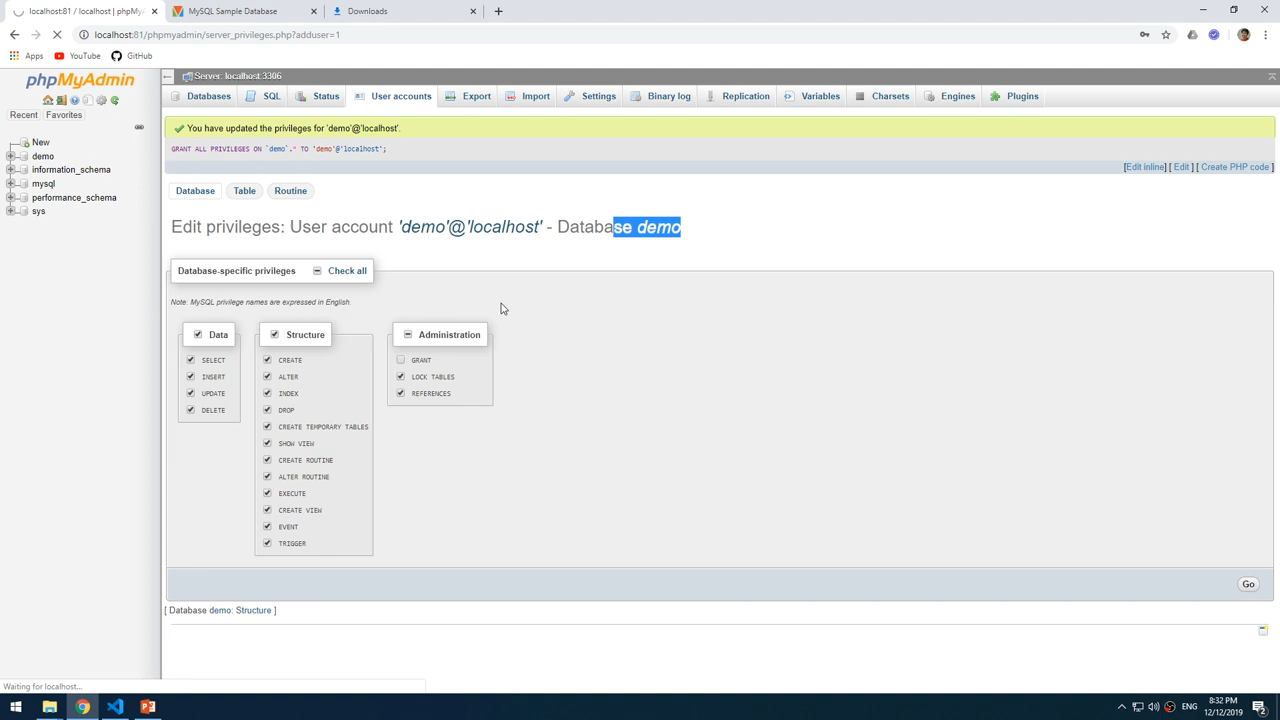 localhost:81 / localhost | phpMy/
MySQL Sample Database
Downloads
localhost:81/phpmyadmin/server_privileges.php?adduser=1
Apps
YouTube
GitHub
phpMyAdmin
Recent
Favorites
New
demo
information_schema
mysql
performance_schema
sys
Server: localhost:3306
Databases
SQL
Status
User accounts
Export
Import
Settings
Binary log
Replication
Variables
Charsets
Engines
Plugins
You have updated the privileges for 'demo'@'localhost'.
GRANT ALL PRIVILEGES ON `demo`.* TO 'demo'@'localhost';
[Edit inline] [ Edit ] [ Create PHP code ]
Database
Table
Routine
Edit privileges: User account 'demo'@'localhost' - Database demo
Database-specific privileges
Check all
Note: MySQL privilege names are expressed in English.
Data
SELECT
INSERT
UPDATE
DELETE
Structure
CREATE
ALTER
INDEX
DROP
CREATE TEMPORARY TABLES
SHOW VIEW
CREATE ROUTINE
ALTER ROUTINE
EXECUTE
CREATE VIEW
EVENT
TRIGGER
Administration
GRANT
LOCK TABLES
REFERENCES
Go
[ Database demo: Structure ]
Waiting for localhost...
ENG
8:32 PM
12/12/2019
2